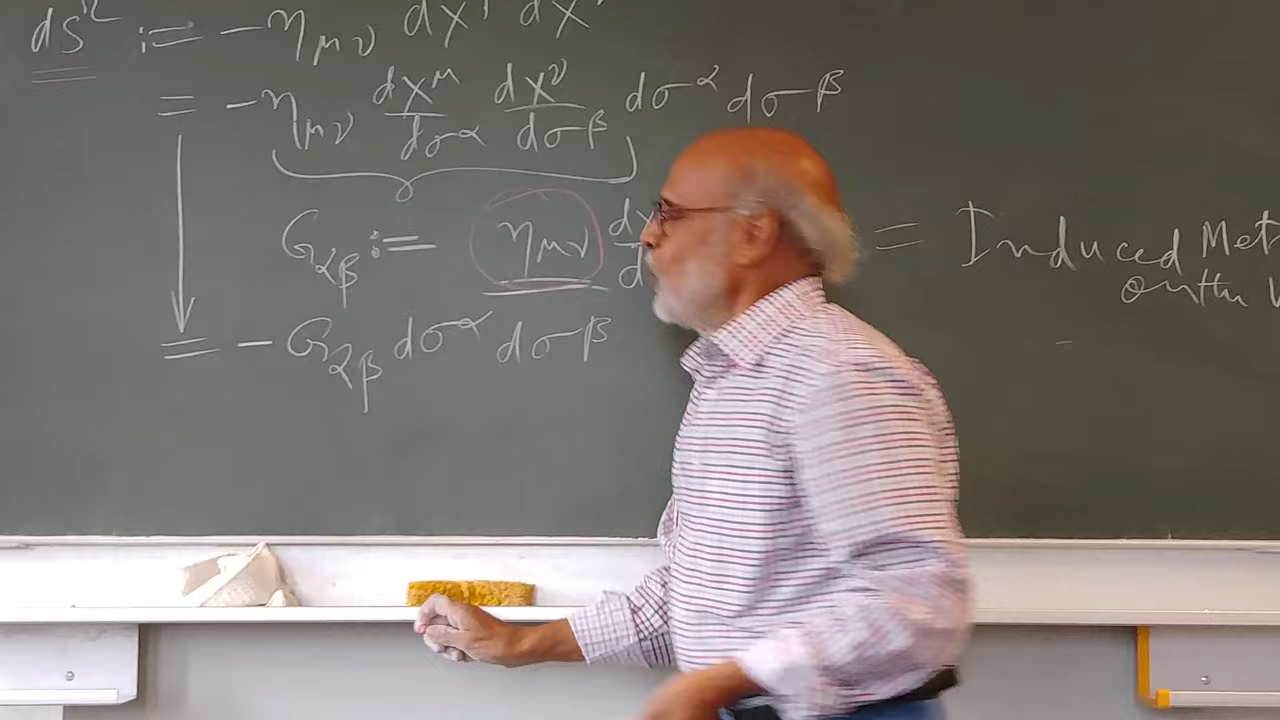 ds² := -η_μν dX dX
= -η_μν dX^μ/dσ^α dX^ν/dσ^β dσ^α dσ^β
G_αβ := η_μν dX = Induced
on the
= -G_αβ dσ^α dσ^β